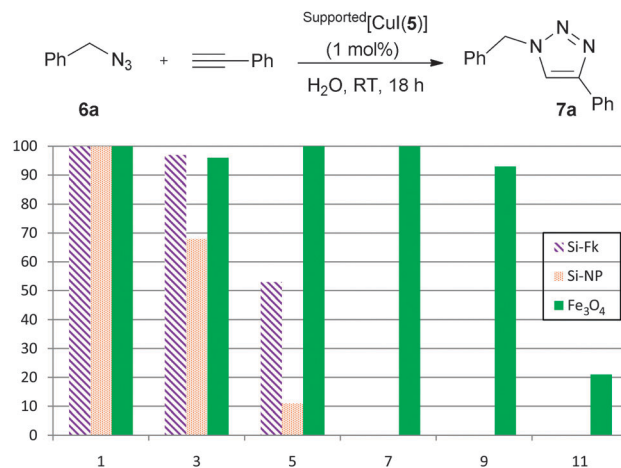 Supported[CuI(5)]
(1 mol%)
Ph N3 + Ph
H2O, RT, 18 h
Ph N N N Ph
6a 7a
100
90
80
70
60
50
40
30
20
10
0
Si-Fk
Si-NP
Fe3O4
1 3 5 7 9 11